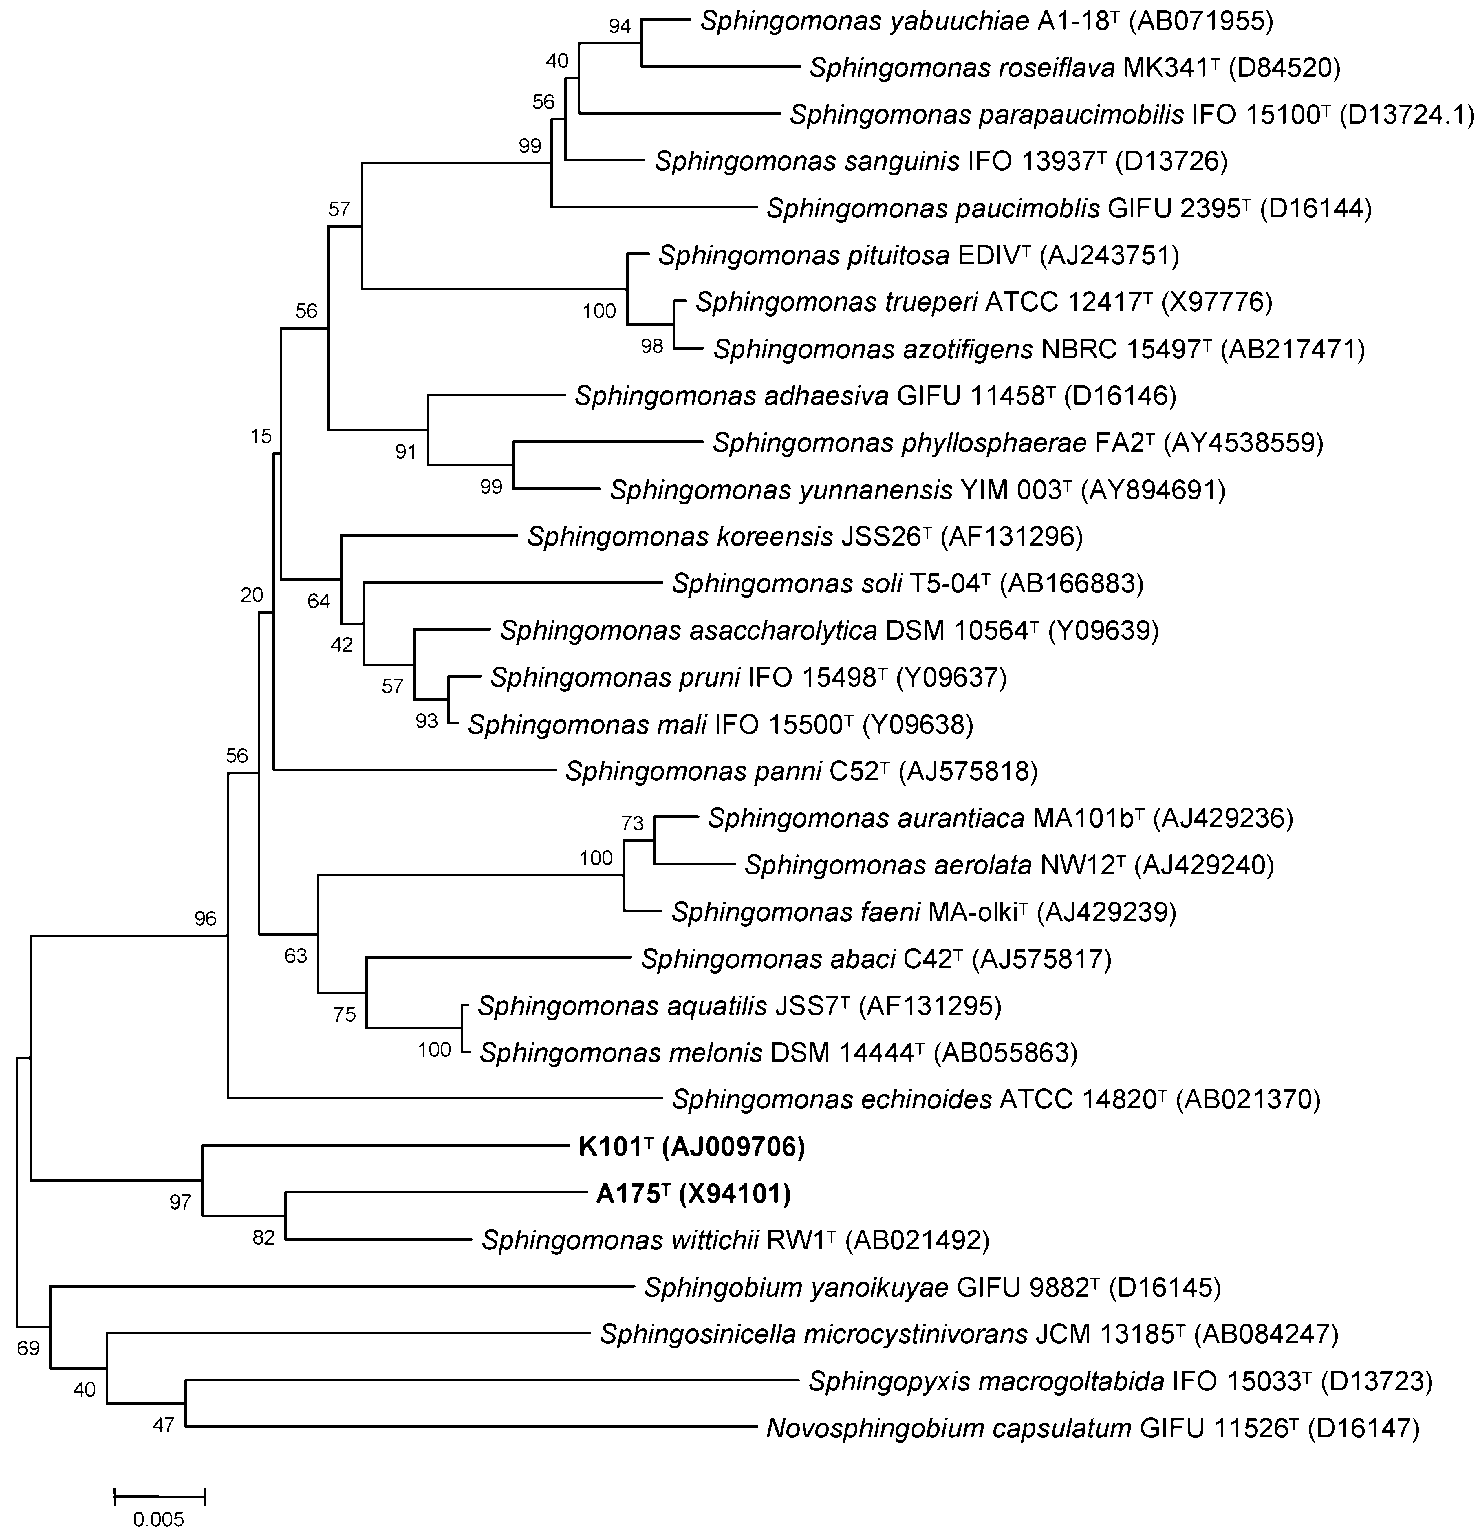 94 Sphingomonas yabuuchiae A1-18ᵀ (AB071955)
40 Sphingomonas roseiflava MK341ᵀ (D84520)
56 Sphingomonas parapaucimobilis IFO 15100ᵀ (D13724.1)
99 Sphingomonas sanguinis IFO 13937ᵀ (D13726)
57 Sphingomonas paucimoblis GIFU 2395ᵀ (D16144)
Sphingomonas pituitosa EDIVᵀ (AJ243751)
56 100 Sphingomonas trueperi ATCC 12417ᵀ (X97776)
98 Sphingomonas azotifigens NBRC 15497ᵀ (AB217471)
Sphingomonas adhaesiva GIFU 11458ᵀ (D16146)
15 91 Sphingomonas phyllosphaerae FA2ᵀ (AY4538559)
99 Sphingomonas yunnanensis YIM 003ᵀ (AY894691)
Sphingomonas koreensis JSS26ᵀ (AF131296)
20 64 Sphingomonas soli T5-04ᵀ (AB166883)
42 Sphingomonas asaccharolytica DSM 10564ᵀ (Y09639)
57 Sphingomonas pruni IFO 15498ᵀ (Y09637)
93 Sphingomonas mali IFO 15500ᵀ (Y09638)
56 Sphingomonas panni C52ᵀ (AJ575818)
73 Sphingomonas aurantiaca MA101bᵀ (AJ429236)
100 Sphingomonas aerolata NW12ᵀ (AJ429240)
96 Sphingomonas faeni MA-olkiᵀ (AJ429239)
63 Sphingomonas abaci C42ᵀ (AJ575817)
75 Sphingomonas aquatilis JSS7ᵀ (AF131295)
100 Sphingomonas melonis DSM 14444ᵀ (AB055863)
Sphingomonas echinoides ATCC 14820ᵀ (AB021370)
K101ᵀ (AJ009706)
97 A175ᵀ (X94101)
82 Sphingomonas wittichii RW1ᵀ (AB021492)
Sphingobium yanoikuyae GIFU 9882ᵀ (D16145)
69 Sphingosinicella microcystinivorans JCM 13185ᵀ (AB084247)
40 Sphingopyxis macrogoltabida IFO 15033ᵀ (D13723)
47 Novosphingobium capsulatum GIFU 11526ᵀ (D16147)
0.005